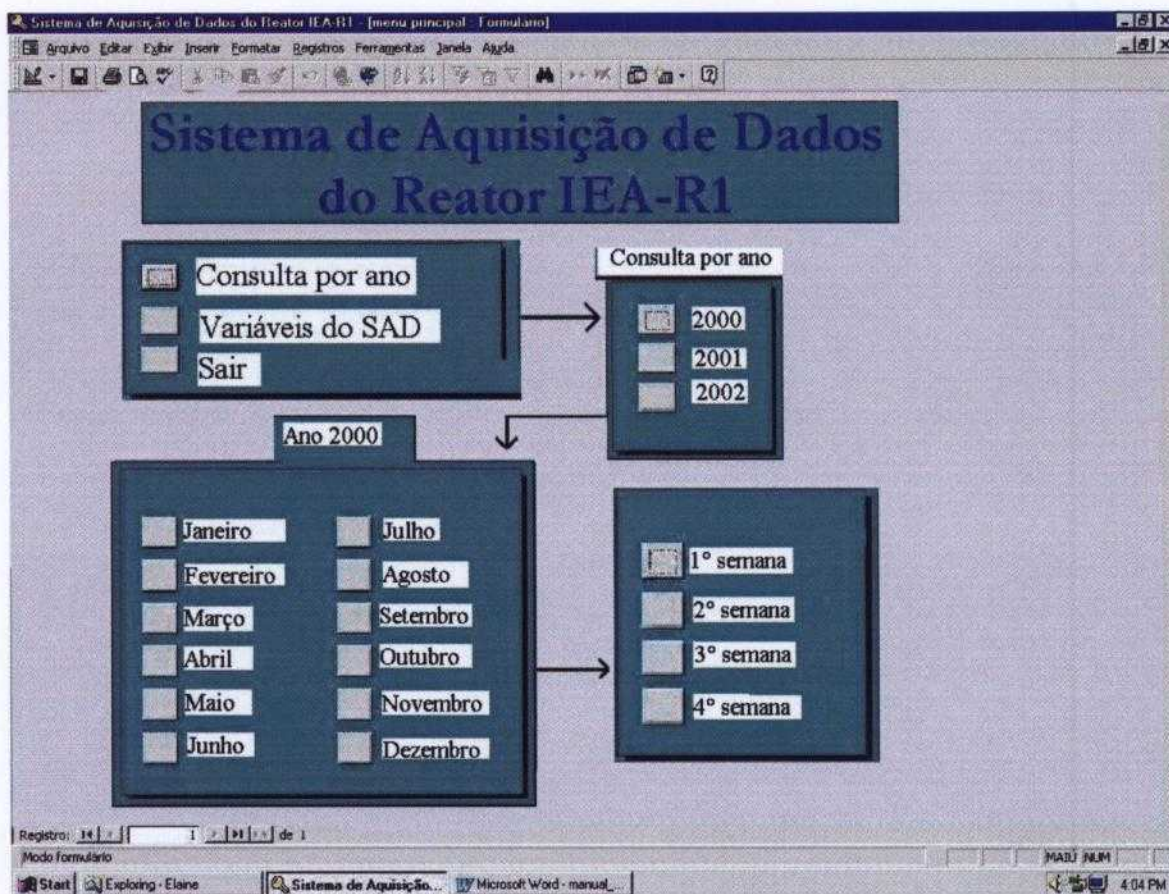 Sistema de Aquisição de Dados do Reator IEA-R1 - [menu principal : Formulário]
Arquivo Editar Exibir Inserir Formatar Registros Ferramentas Janela Ajuda
Sistema de Aquisição de Dados
do Reator IEA-R1
Consulta por ano
Variáveis do SAD
Sair
Consulta por ano
2000
2001
2002
Ano 2000
Janeiro
Fevereiro
Março
Abril
Maio
Junho
Julho
Agosto
Setembro
Outubro
Novembro
Dezembro
1º semana
2º semana
3º semana
4º semana
Registro: 1 de 1
Modo formulário
MAIÚ NUM
Start Exploring - Elaine Sistema de Aquisição... Microsoft Word - manual_... 4:04 PM